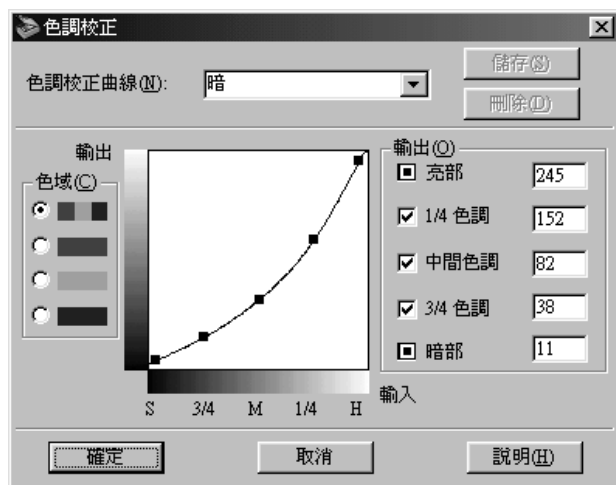 色調校正
色調校正曲線(N):
暗
儲存(S)
刪除(D)
輸出
色域(C)
輸出(O)
亮部 245
1/4 色調 152
中間色調 82
3/4 色調 38
暗部 11
S 3/4 M 1/4 H
輸入
確定
取消
說明(H)